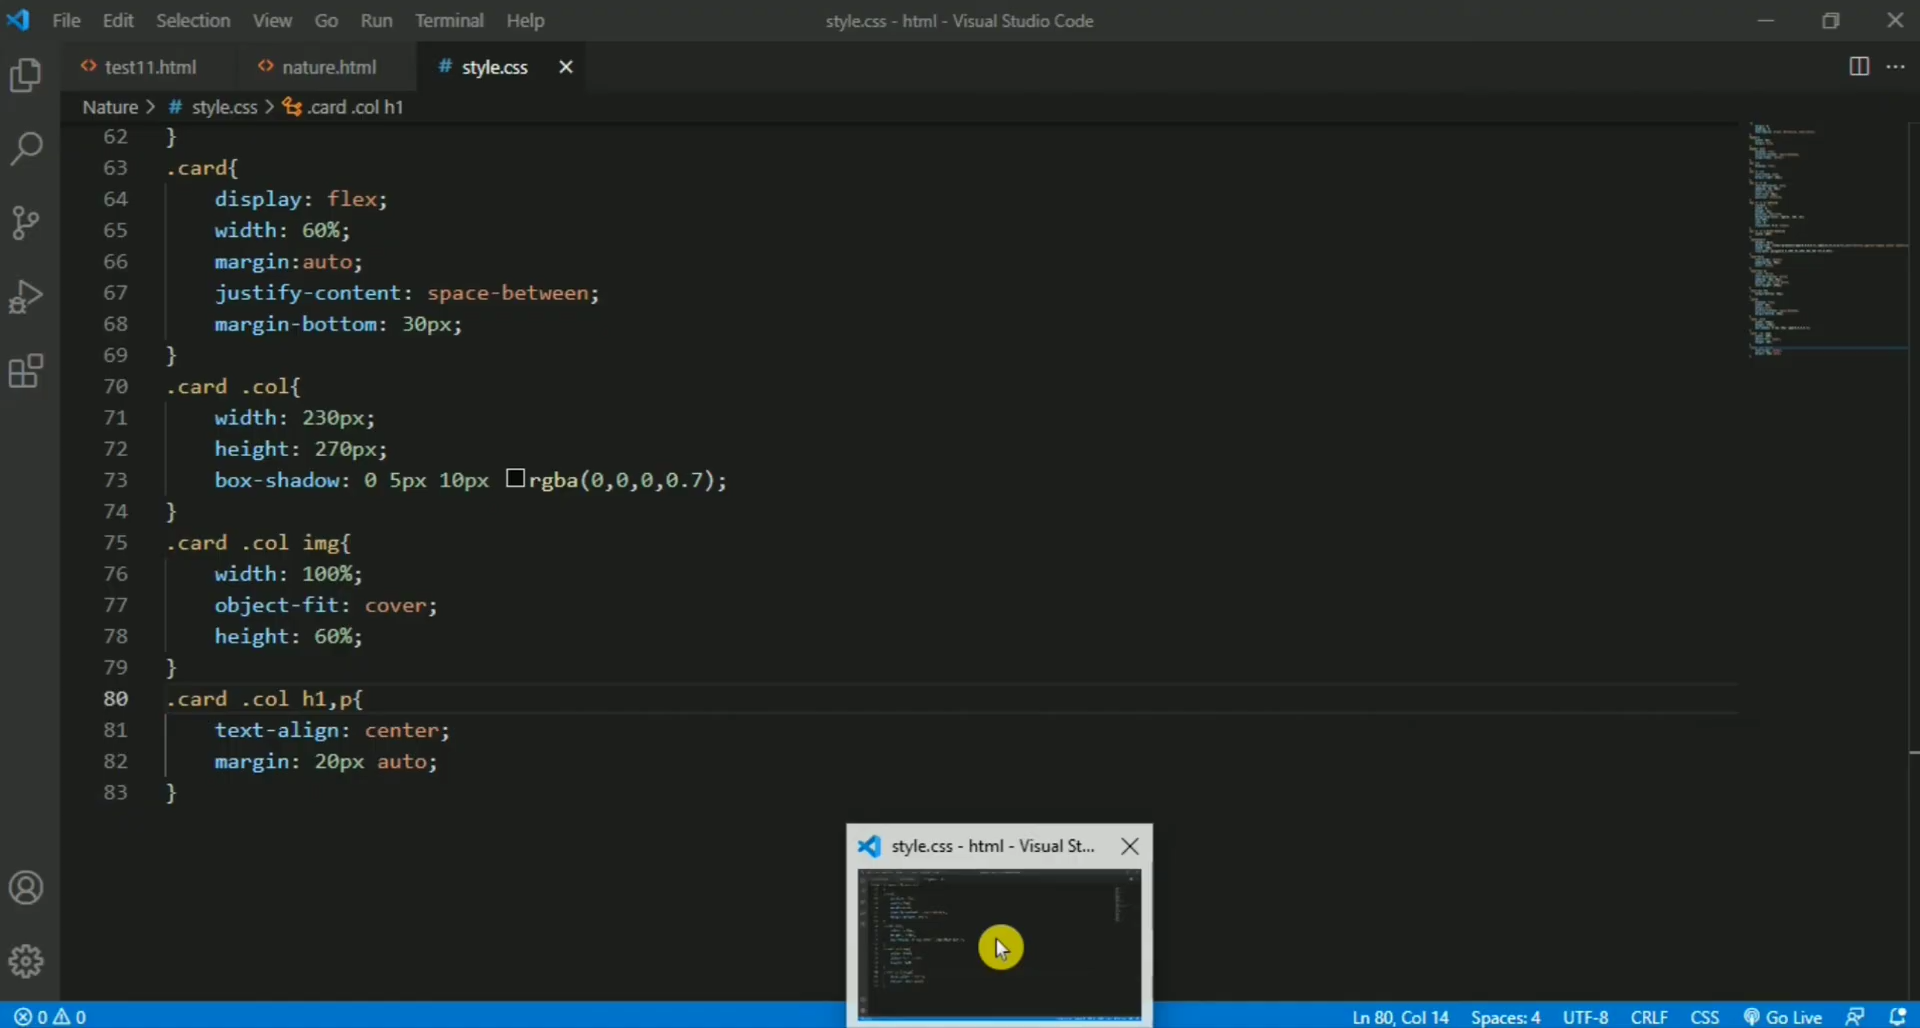 File Edit Selection View Go Run Terminal Help
style.css - html - Visual Studio Code
test11.html nature.html # style.css
Nature > # style.css > .card .col h1
62 }
63 .card{
64 display: flex;
65 width: 60%;
66 margin:auto;
67 justify-content: space-between;
68 margin-bottom: 30px;
69 }
70 .card .col{
71 width: 230px;
72 height: 270px;
73 box-shadow: 0 5px 10px rgba(0,0,0,0.7);
74 }
75 .card .col img{
76 width: 100%;
77 object-fit: cover;
78 height: 60%;
79 }
80 .card .col h1,p{
81 text-align: center;
82 margin: 20px auto;
83 }
style.css - html - Visual St...
0 0
Ln 80, Col 14 Spaces: 4 UTF-8 CRLF CSS Go Live